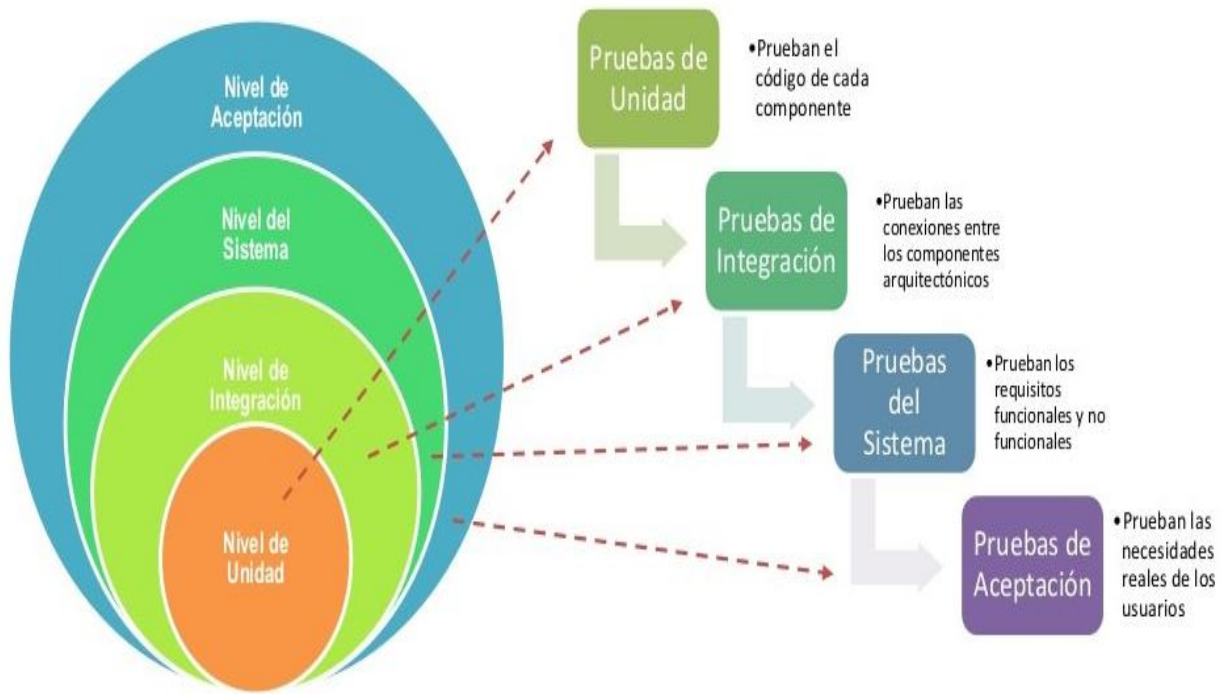 Nivel de
Aceptación
Nivel del
Sistema
Nivel de
Integración
Nivel de
Unidad
Pruebas de
Unidad
•Prueban el
código de cada
componente
Pruebas de
Integración
•Prueban las
conexiones entre
los componentes
arquitectónicos
Pruebas
del
Sistema
•Prueban los
requisitos
funcionales y no
funcionales
Pruebas de
Aceptación
•Prueban las
necesidades
reales de los
usuarios